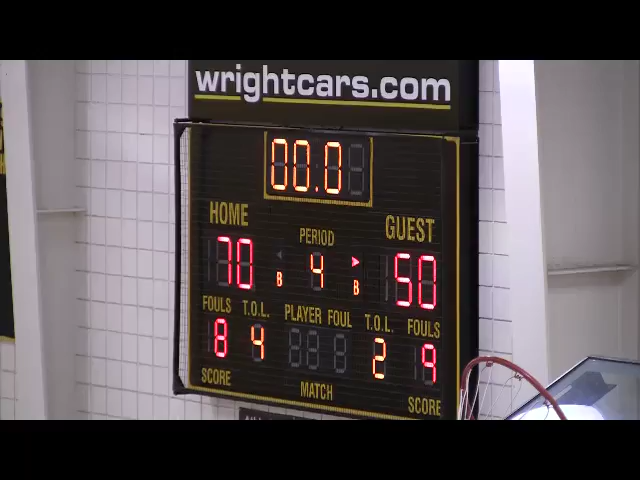 wrightcars.com
00.0
HOME GUEST
PERIOD
70 B 4 B 50
FOULS T.O.L. PLAYER FOUL T.O.L. FOULS
8 4 2 9
SCORE MATCH SCORE